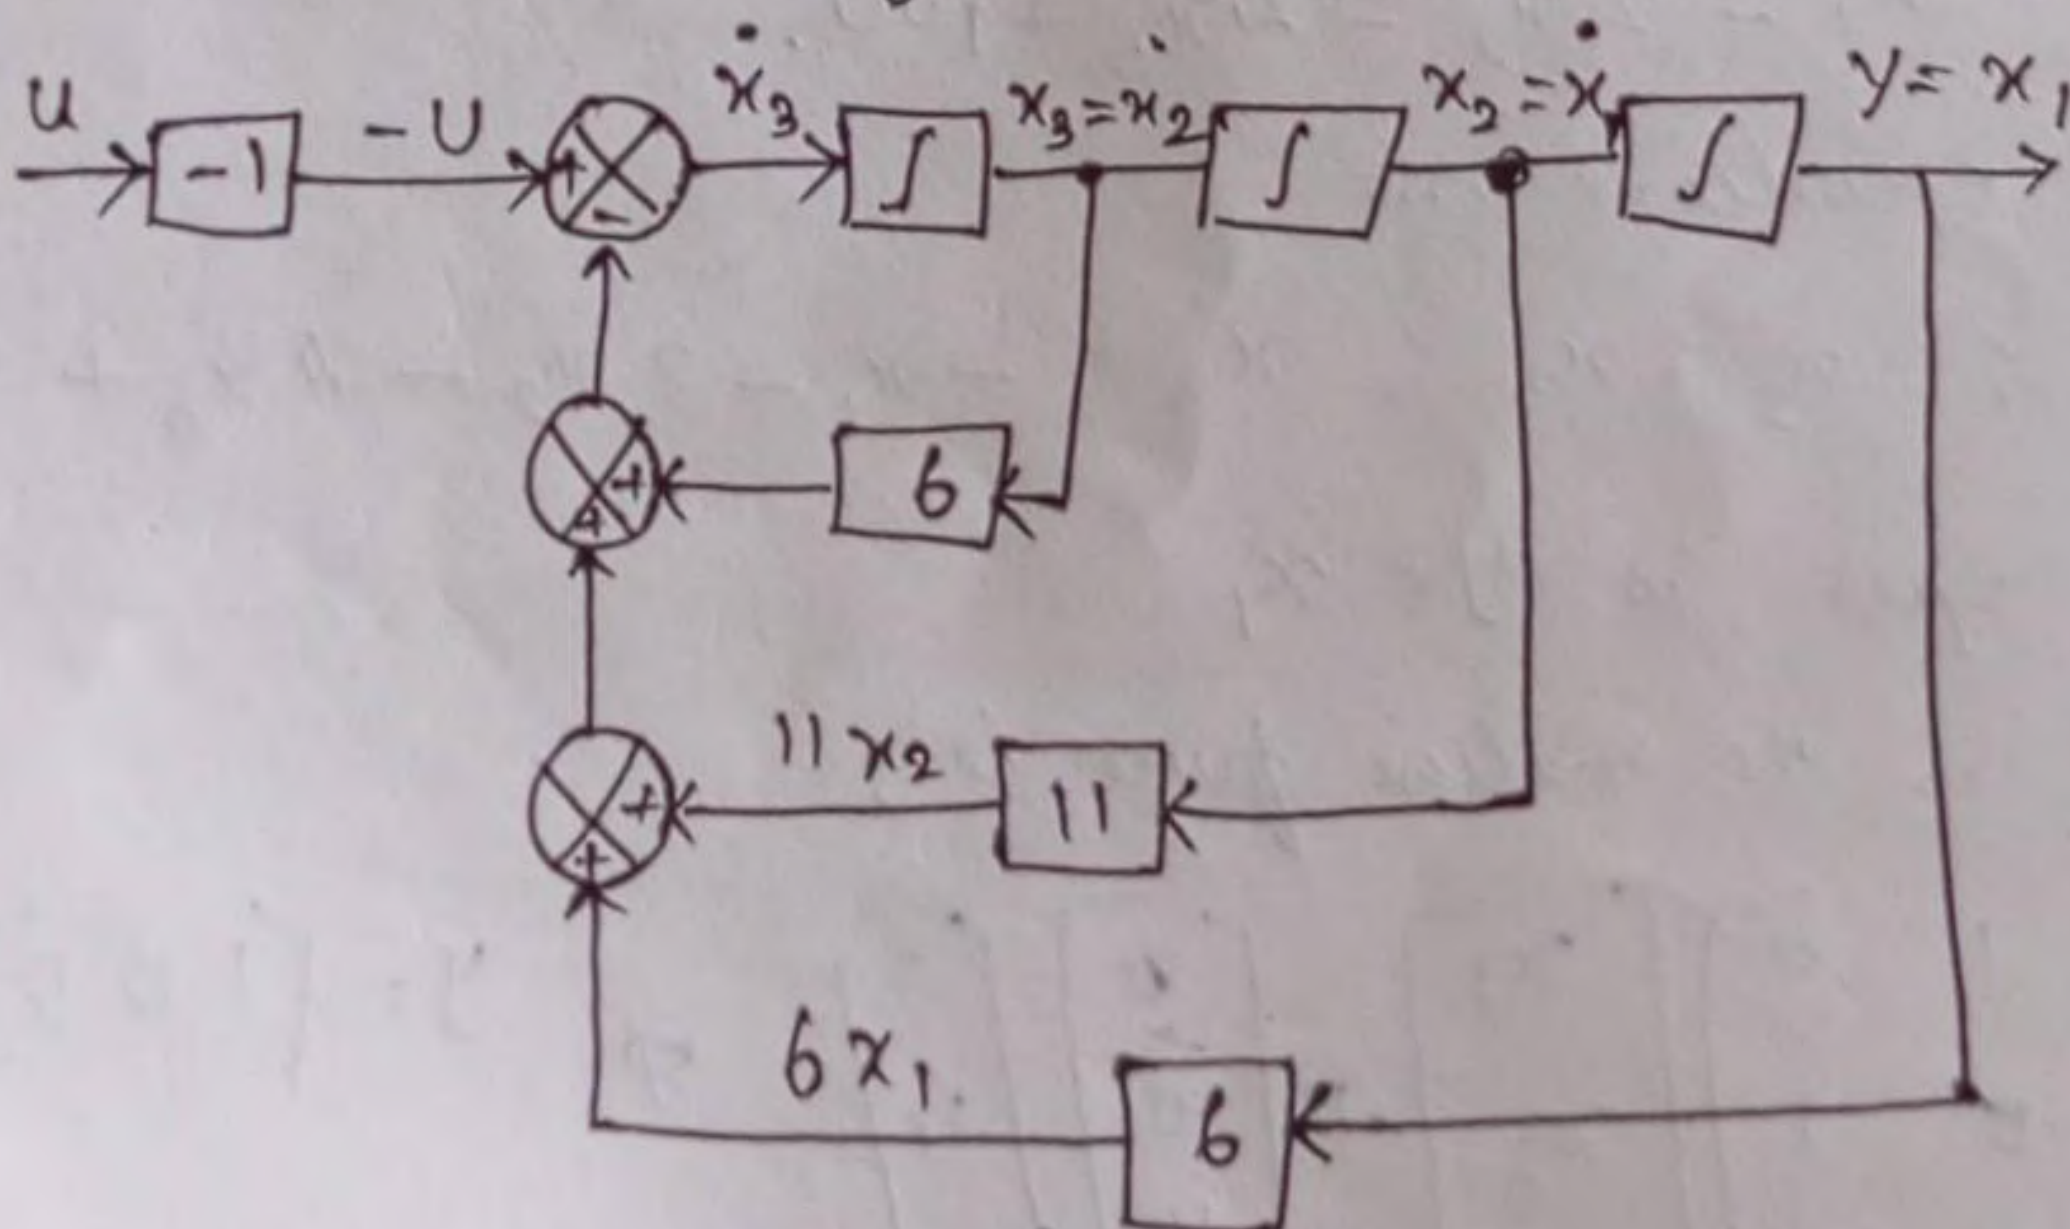 u -1 -U + - ẋ₃ ∫ x₃=ẋ₂ ∫ x₂=ẋ₁ ∫ y=x₁
+ + 6
11x₂
+ + 11
6x₁
6